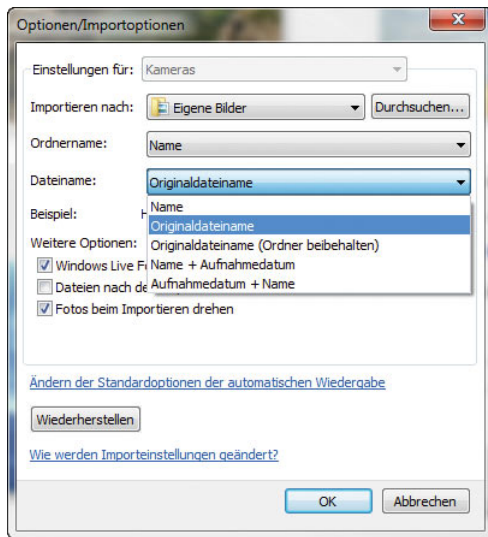 Optionen/Importoptionen
Einstellungen für: Kameras
Importieren nach: Eigene Bilder Durchsuchen...
Ordnername: Name
Dateiname: Originaldateiname
Name
Beispiel:
Originaldateiname
Originaldateiname (Ordner beibehalten)
Weitere Optionen:
Name + Aufnahmedatum
Windows Live
Aufnahmedatum + Name
Dateien nach
Fotos beim Importieren drehen
Ändern der Standardoptionen der automatischen Wiedergabe
Wiederherstellen
Wie werden Importeinstellungen geändert?
OK Abbrechen